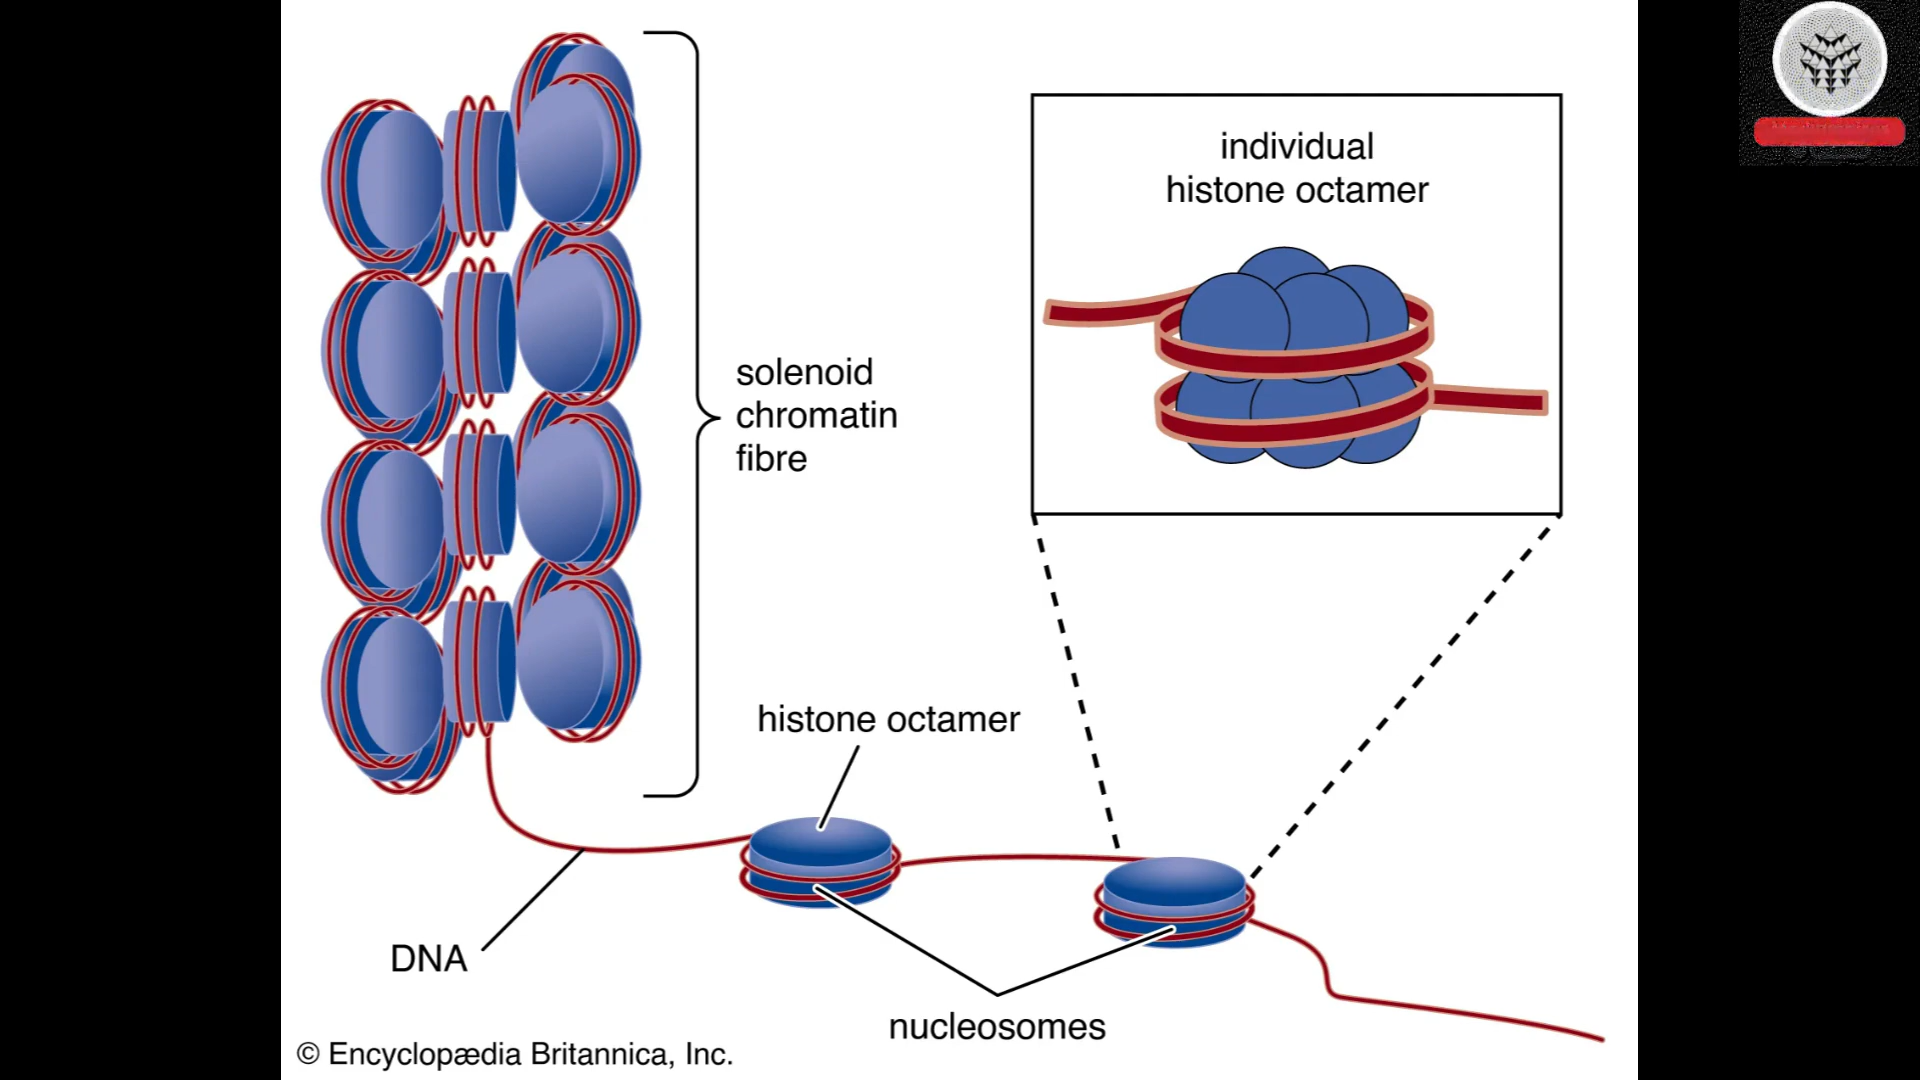 individual
histone octamer
solenoid
chromatin
fibre
histone octamer
DNA
nucleosomes
© Encyclopædia Britannica, Inc.